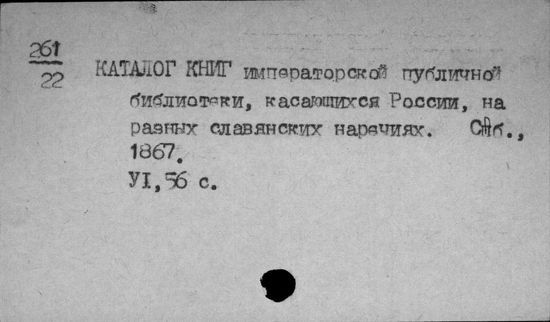 261
22
КАТАЛОГ КНИГ императорской публичной
библиотеки, касающихся России, на
разных славянских наречиях. Спб.,
1867.
УI, 56 с.